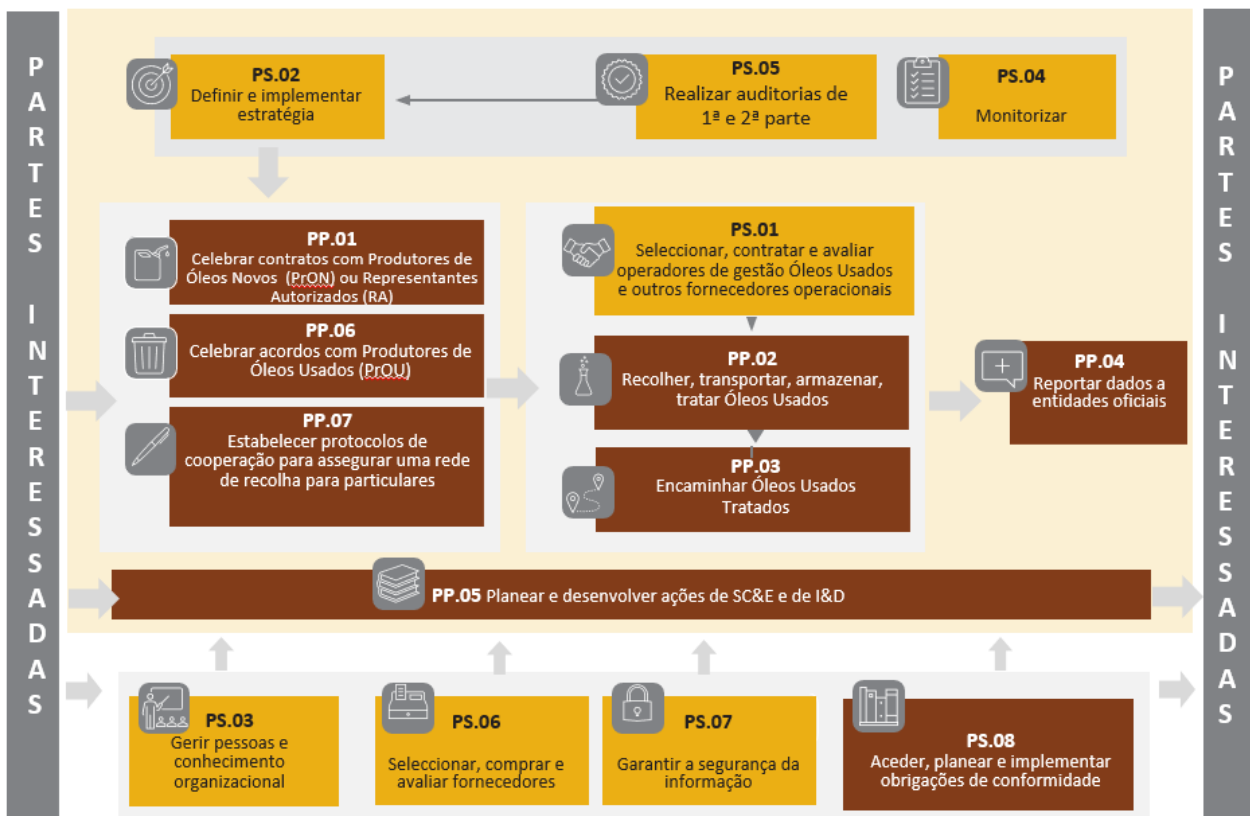 PARTES INTERESSADAS
PS.02
Definir e implementar
estratégia
PS.05
Realizar auditorias de
1ª e 2ª parte
PS.04
Monitorizar
PP.01
Celebrar contratos com Produtores de
Óleos Novos (PrON) ou Representantes
Autorizados (RA)
PP.06
Celebrar acordos com Produtores de
Óleos Usados (PrOU)
PP.07
Estabelecer protocolos de
cooperação para assegurar uma rede
de recolha para particulares
PS.01
Seleccionar, contratar e avaliar
operadores de gestão Óleos Usados
e outros fornecedores operacionais
PP.02
Recolher, transportar, armazenar,
tratar Óleos Usados
PP.03
Encaminhar Óleos Usados
Tratados
PP.04
Reportar dados a
entidades oficiais
PP.05 Planear e desenvolver ações de SC&E e de I&D
PS.03
Gerir pessoas e
conhecimento
organizacional
PS.06
Seleccionar, comprar e
avaliar fornecedores
PS.07
Garantir a segurança da
informação
PS.08
Aceder, planear e implementar
obrigações de conformidade
PARTES INTERESSADAS